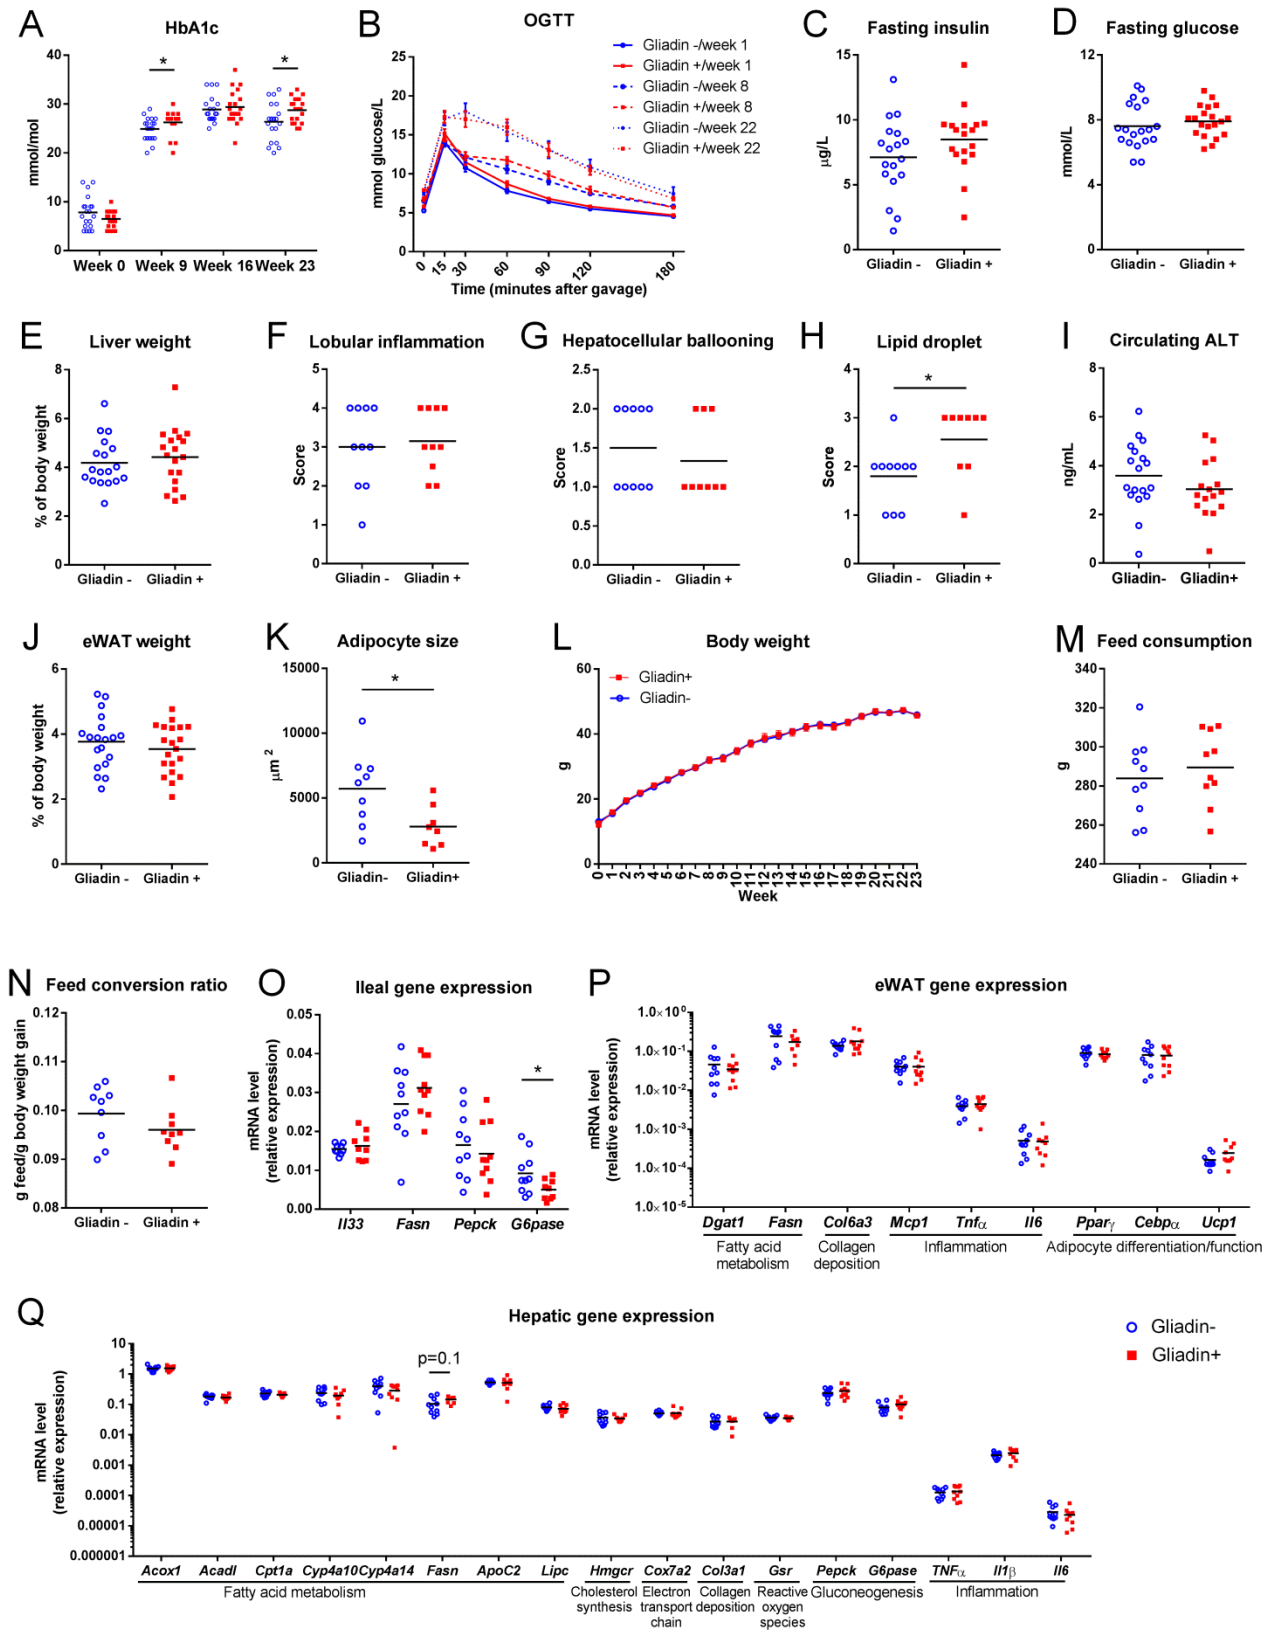 A
HbA1c
mmol/mol
40
30
20
10
0
*
*
Week 0 Week 9 Week 16 Week 23
B
OGTT
mmol glucose/L
25
20
15
10
5
0
0 15 30 60 90 120 180
Time (minutes after gavage)
Gliadin -/week 1
Gliadin +/week 1
Gliadin -/week 8
Gliadin +/week 8
Gliadin -/week 22
Gliadin +/week 22
C
Fasting insulin
µg/L
15
10
5
0
Gliadin - Gliadin +
D
Fasting glucose
mmol/L
12
9
6
3
0
Gliadin - Gliadin +
E
Liver weight
% of body weight
8
6
4
2
0
Gliadin - Gliadin +
F
Lobular inflammation
Score
5
4
3
2
1
0
Gliadin - Gliadin +
G
Hepatocellular ballooning
Score
2.5
2.0
1.5
1.0
0.5
0.0
Gliadin - Gliadin +
H
Lipid droplet
Score
4
3
2
1
0
*
Gliadin - Gliadin +
I
Circulating ALT
ng/mL
8
6
4
2
0
Gliadin- Gliadin+
J
eWAT weight
% of body weight
6
4
2
0
Gliadin - Gliadin +
K
Adipocyte size
µm 2
15000
10000
5000
0
*
Gliadin- Gliadin+
L
Body weight
g
60
40
20
0
Gliadin+
Gliadin-
0 1 2 3 4 5 6 7 8 9 10 11 12 13 14 15 16 17 18 19 20 21 22 23
Week
M
Feed consumption
g
340
320
300
280
260
240
Gliadin - Gliadin +
N
Feed conversion ratio
g feed/g body weight gain
0.12
0.11
0.10
0.09
0.08
Gliadin - Gliadin +
O
Ileal gene expression
mRNA level
(relative expression)
0.05
0.04
0.03
0.02
0.01
0.00
*
Il33 Fasn Pepck G6pase
P
eWAT gene expression
mRNA level
(relative expression)
1.0×10^0
1.0×10^-1
1.0×10^-2
1.0×10^-3
1.0×10^-4
1.0×10^-5
Dgat1 Fasn Col6a3 Mcp1 Tnfα Il6 Pparγ Cebpα Ucp1
Fatty acid Collagen Inflammation Adipocyte differentiation/function
metabolism deposition
Q
Hepatic gene expression
Gliadin-
Gliadin+
mRNA level
(relative expression)
10
1
0.1
0.01
0.001
0.0001
0.00001
0.000001
p=0.1
Acox1 Acadl Cpt1a Cyp4a10 Cyp4a14 Fasn ApoC2 Lipc Hmgcr Cox7a2 Col3a1 Gsr Pepck G6pase TNFα Il1β Il6
Fatty acid metabolism Cholesterol Electron Collagen Reactive Gluconeogenesis Inflammation
synthesis transport deposition oxygen
chain species